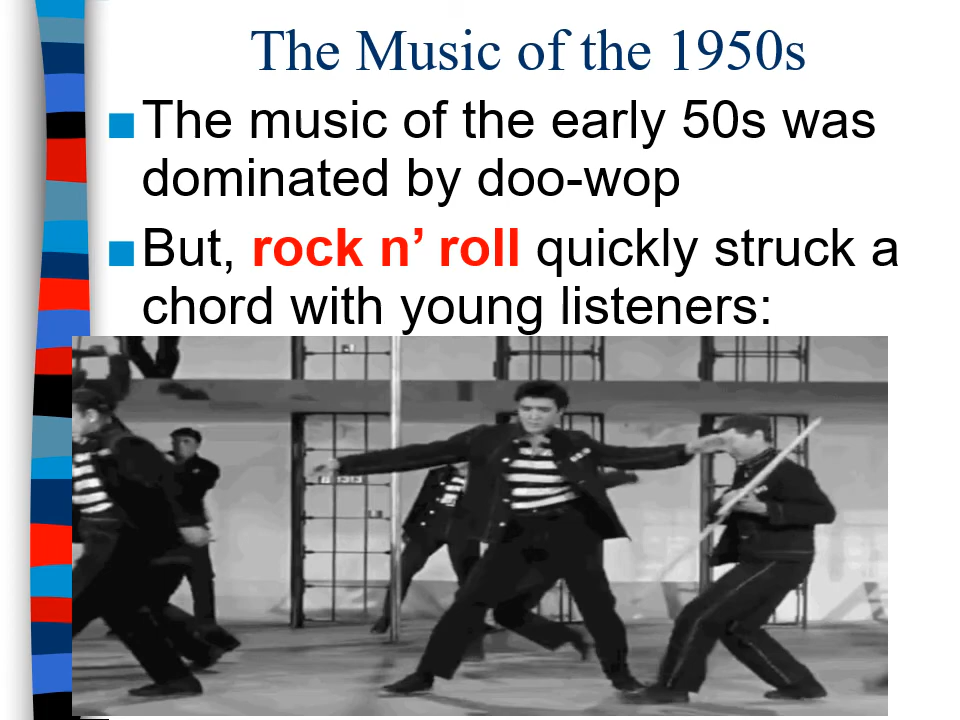 The Music of the 1950s
■The music of the early 50s was
dominated by doo-wop
■But, rock n’ roll quickly struck a
chord with young listeners: